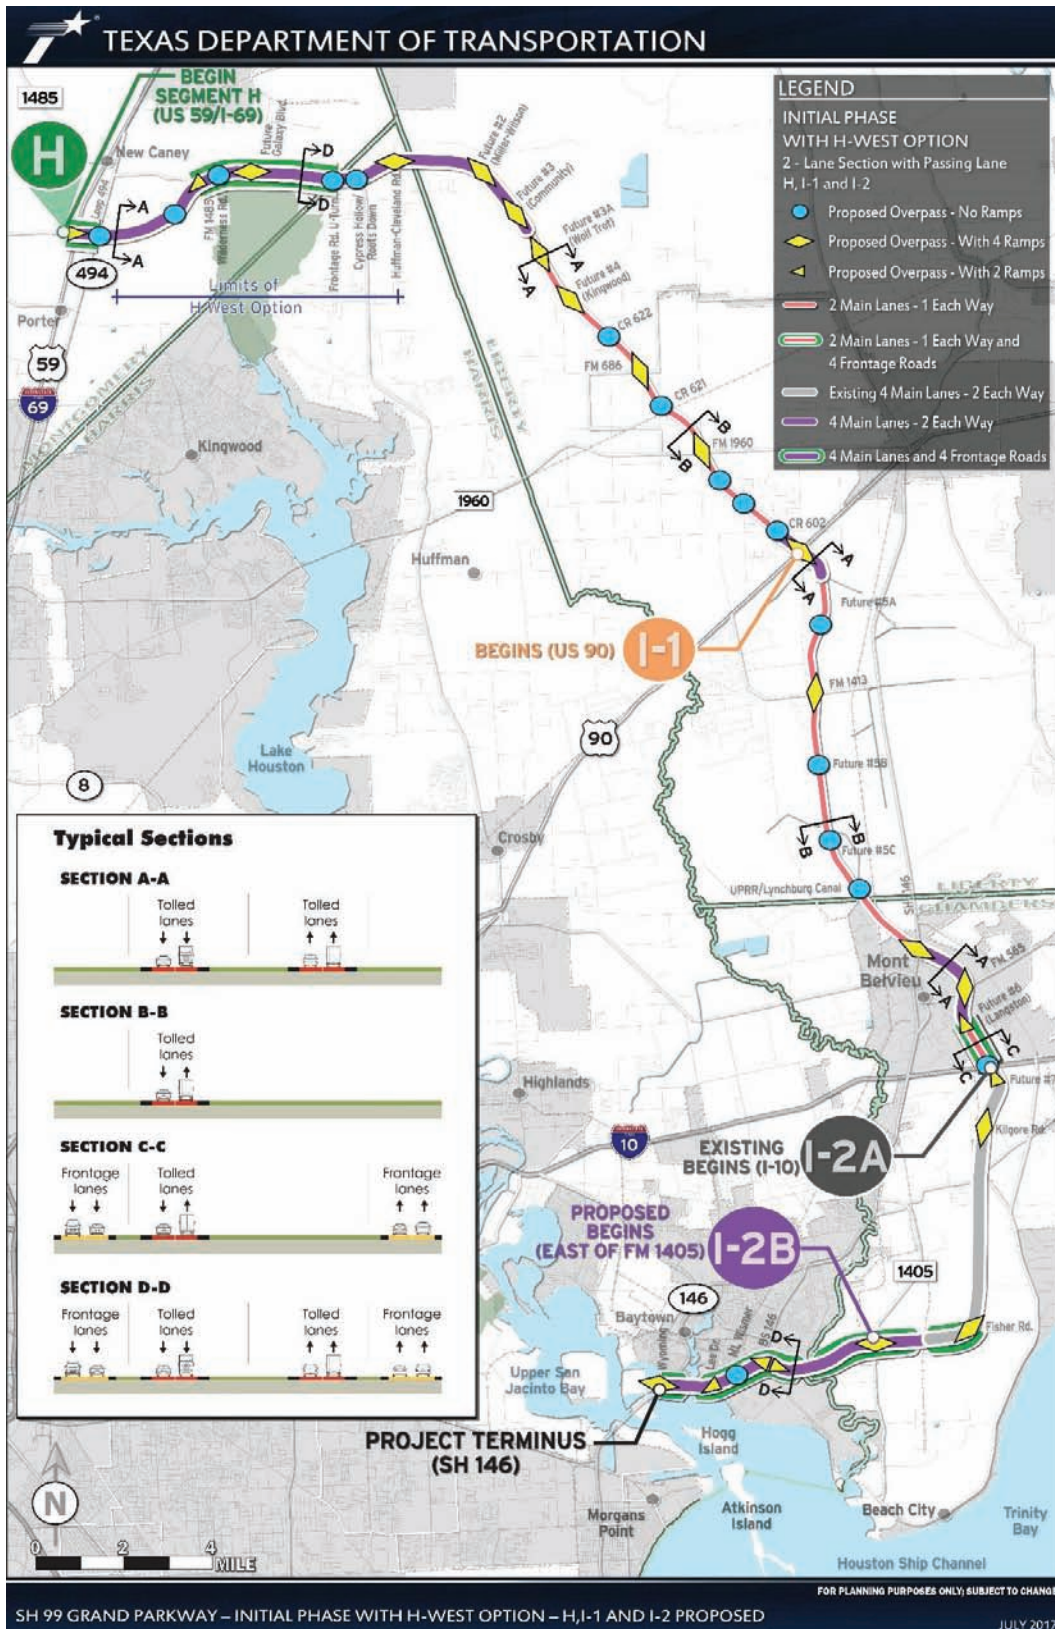 TEXAS DEPARTMENT OF TRANSPORTATION
BEGIN
SEGMENT H
(US 59/I-69)
1485
H
New Caney
Loop 494
A
A
494
FM 1485
Future
Galaxy Blvd.
D
D
Frontage Rd. U-Turn
Cypress Hollow/
Roots Down
Huffman-Cleveland Rd.
Future #2
(Miller-Wilson)
Future #3
(Community)
Future #3A
(Wolf Trot)
A
A
Future #4
(Kingwood)
Limits of
H West Option
Porter
59
69
MONTGOMERY
HARRIS
LIBERTY
HARRIS
Kingwood
CR 622
FM 686
CR 621
B
B
FM 1960
1960
CR 602
Huffman
A
A
Future #5A
BEGINS (US 90)
I-1
FM 1413
90
Lake
Houston
8
Future #5B
Crosby
B
B
Future #5C
UPRR/Lynchburg Canal
LIBERTY
CHAMBERS
SH 146
Mont
Belvieu
A
A
FM 565
Future #6
(Langston)
C
C
Future #7
Highlands
Kilgore Rd.
10
EXISTING
BEGINS (I-10)
I-2A
PROPOSED
BEGINS
(EAST OF FM 1405)
I-2B
1405
146
Baytown
Wyoming
Lee Dr.
BS 146
D
D
Fisher Rd.
Upper San
Jacinto Bay
PROJECT TERMINUS
(SH 146)
Hogg
Island
Morgans
Point
Atkinson
Island
Beach City
Trinity
Bay
Houston Ship Channel
LEGEND
INITIAL PHASE
WITH H-WEST OPTION
2 - Lane Section with Passing Lane
H, I-1 and I-2
Proposed Overpass - No Ramps
Proposed Overpass - With 4 Ramps
Proposed Overpass - With 2 Ramps
2 Main Lanes - 1 Each Way
2 Main Lanes - 1 Each Way and
4 Frontage Roads
Existing 4 Main Lanes - 2 Each Way
4 Main Lanes - 2 Each Way
4 Main Lanes and 4 Frontage Roads
Typical Sections
SECTION A-A
Tolled
lanes
Tolled
lanes
SECTION B-B
Tolled
lanes
SECTION C-C
Frontage
lanes
Tolled
lanes
Frontage
lanes
SECTION D-D
Frontage
lanes
Tolled
lanes
Tolled
lanes
Frontage
lanes
N
0 2 4
MILE
FOR PLANNING PURPOSES ONLY; SUBJECT TO CHANGE
SH 99 GRAND PARKWAY – INITIAL PHASE WITH H-WEST OPTION – H,I-1 AND I-2 PROPOSED
JULY 2017